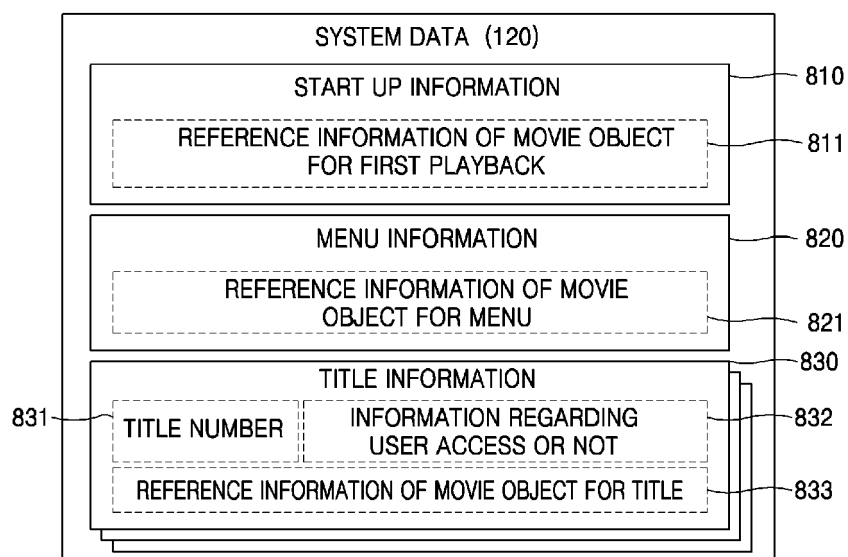 SYSTEM DATA (120)
START UP INFORMATION
810
REFERENCE INFORMATION OF MOVIE OBJECT
FOR FIRST PLAYBACK
811
MENU INFORMATION
820
REFERENCE INFORMATION OF MOVIE
OBJECT FOR MENU
821
830
TITLE INFORMATION
831
TITLE NUMBER
INFORMATION REGARDING
USER ACCESS OR NOT
832
REFERENCE INFORMATION OF MOVIE OBJECT FOR TITLE
833